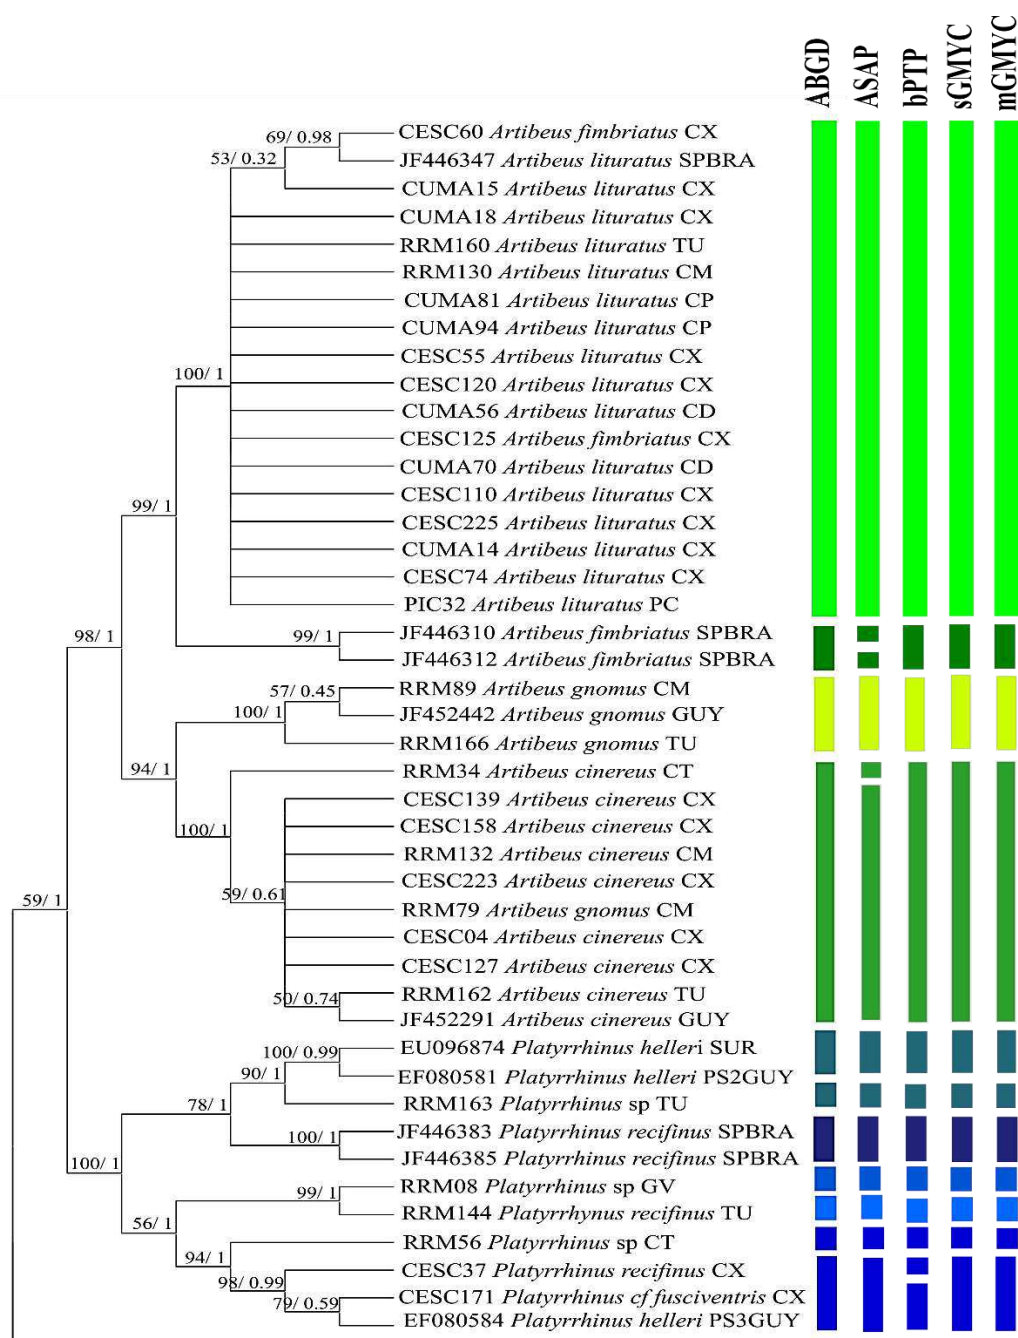 ABGD ASAP bPTP sGMYC mGMYC
69/ 0.98
CESC60 Artibeus fimbriatus CX
53/ 0.32
JF446347 Artibeus lituratus SPBRA
CUMA15 Artibeus lituratus CX
CUMA18 Artibeus lituratus CX
RRM160 Artibeus lituratus TU
RRM130 Artibeus lituratus CM
CUMA81 Artibeus lituratus CP
CUMA94 Artibeus lituratus CP
CESC55 Artibeus lituratus CX
100/ 1
CESC120 Artibeus lituratus CX
CUMA56 Artibeus lituratus CD
CESC125 Artibeus fimbriatus CX
CUMA70 Artibeus lituratus CD
CESC110 Artibeus lituratus CX
99/ 1
CESC225 Artibeus lituratus CX
CUMA14 Artibeus lituratus CX
CESC74 Artibeus lituratus CX
PIC32 Artibeus lituratus PC
98/ 1
99/ 1
JF446310 Artibeus fimbriatus SPBRA
JF446312 Artibeus fimbriatus SPBRA
57/ 0.45
RRM89 Artibeus gnomus CM
100/ 1
JF452442 Artibeus gnomus GUY
RRM166 Artibeus gnomus TU
94/ 1
RRM34 Artibeus cinereus CT
CESC139 Artibeus cinereus CX
100/ 1
CESC158 Artibeus cinereus CX
RRM132 Artibeus cinereus CM
CESC223 Artibeus cinereus CX
59/ 1
59/ 0.61
RRM79 Artibeus gnomus CM
CESC04 Artibeus cinereus CX
CESC127 Artibeus cinereus CX
50/ 0.74
RRM162 Artibeus cinereus TU
JF452291 Artibeus cinereus GUY
100/ 0.99
EU096874 Platyrrhinus helleri SUR
90/ 1
EF080581 Platyrrhinus helleri PS2GUY
78/ 1
RRM163 Platyrrhinus sp TU
100/ 1
JF446383 Platyrrhinus recifinus SPBRA
100/ 1
JF446385 Platyrrhinus recifinus SPBRA
99/ 1
RRM08 Platyrrhinus sp GV
56/ 1
RRM144 Platyrrhynus recifinus TU
94/ 1
RRM56 Platyrrhinus sp CT
98/ 0.99
CESC37 Platyrrhinus recifinus CX
79/ 0.59
CESC171 Platyrrhinus cf fusciventris CX
EF080584 Platyrrhinus helleri PS3GUY